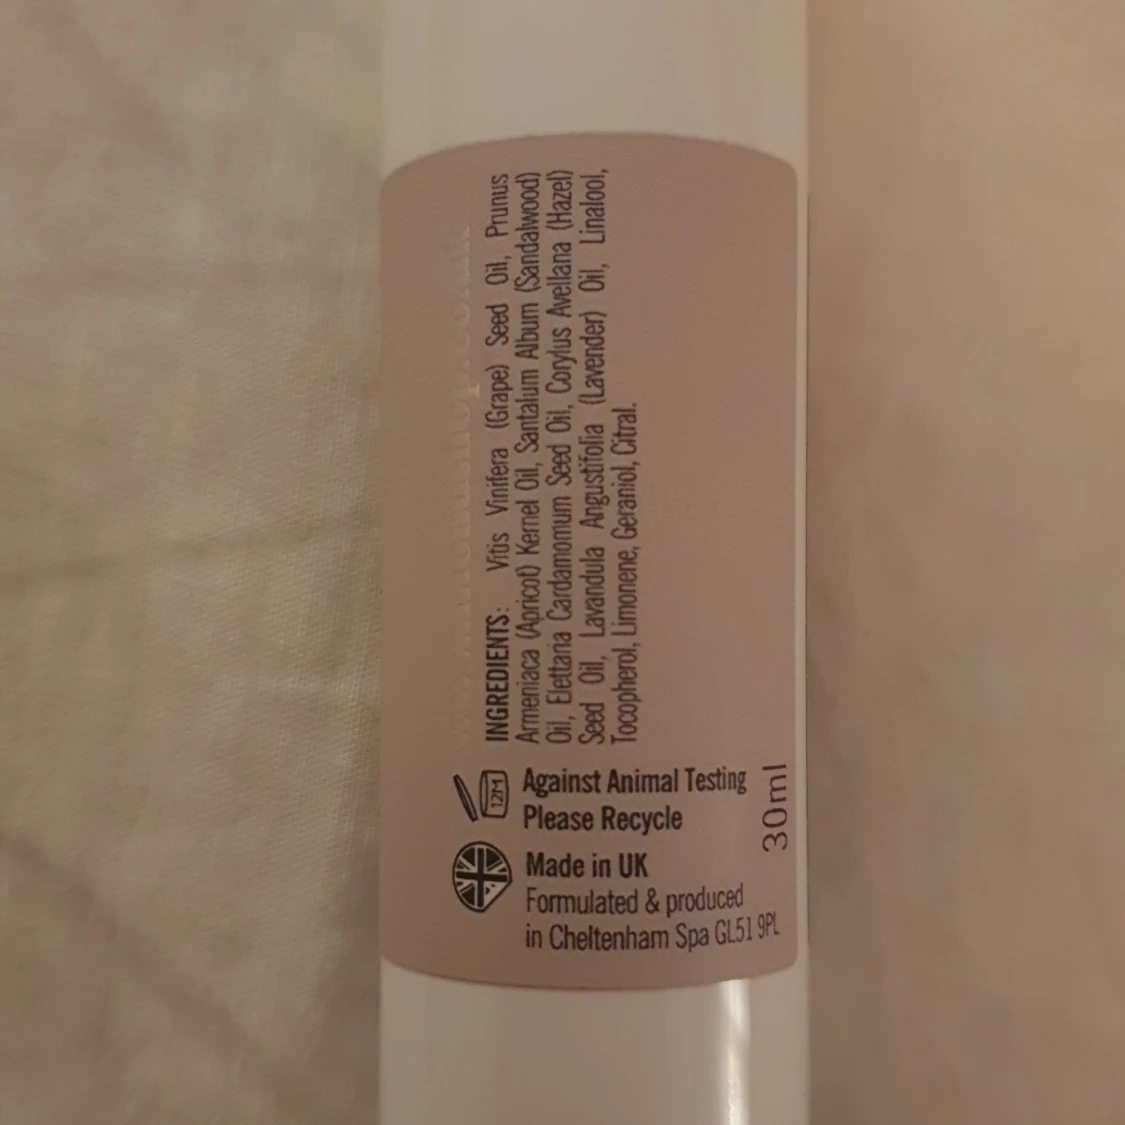 INGREDIENTS: Vitis Vinifera (Grape) Seed Oil, Prunus
Armeniaca (Apricot) Kernel Oil, Santalum Album (Sandalwood)
Oil, Elettaria Cardamomum Seed Oil, Corylus Avellana (Hazel)
Seed Oil, Lavandula Angustifolia (Lavender) Oil, Linalool,
Tocopherol, Limonene, Geraniol, Citral.
12M
Against Animal Testing
Please Recycle
Made in UK
Formulated & produced
in Cheltenham Spa GL51 9PL
30ml